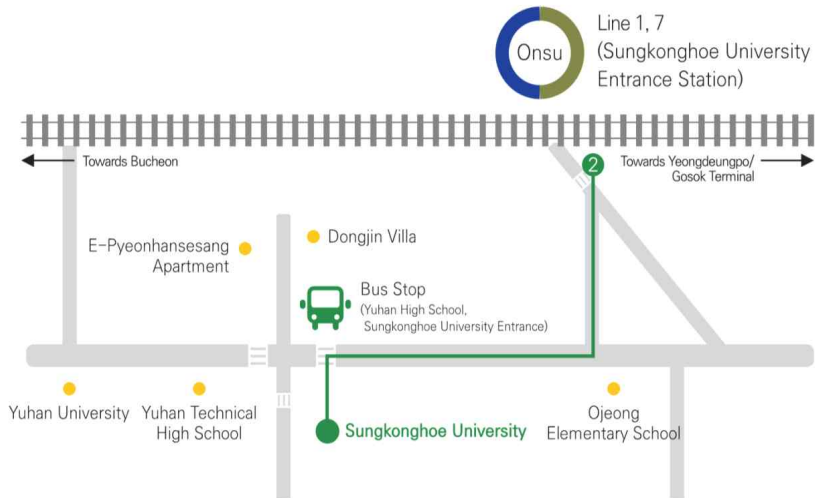 Onsu
Line 1, 7
(Sungkonghoe University
Entrance Station)
Towards Bucheon
2
Towards Yeongdeungpo/
Gosok Terminal
E-Pyeonhansesang
Apartment
Dongjin Villa
Bus Stop
(Yuhan High School,
Sungkonghoe University Entrance)
Yuhan University
Yuhan Technical
High School
Sungkonghoe University
Ojeong
Elementary School